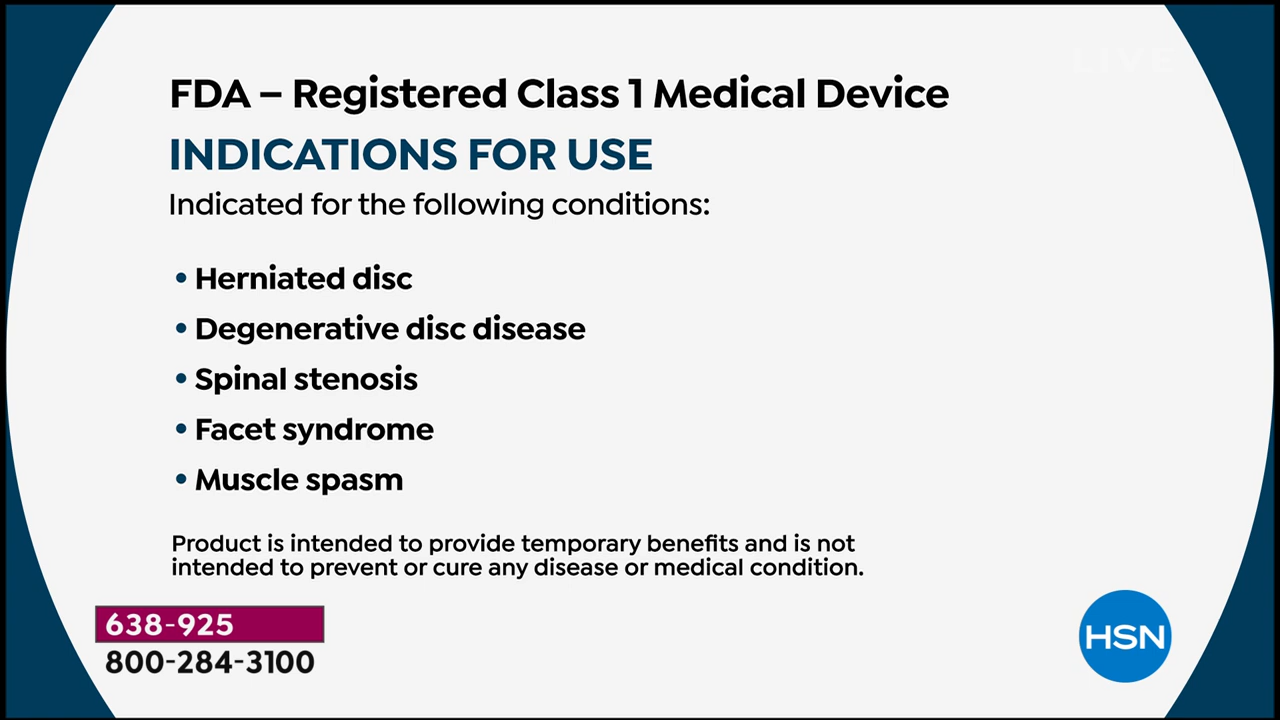 LIVE
FDA – Registered Class 1 Medical Device
INDICATIONS FOR USE
Indicated for the following conditions:
• Herniated disc
• Degenerative disc disease
• Spinal stenosis
• Facet syndrome
• Muscle spasm
Product is intended to provide temporary benefits and is not
intended to prevent or cure any disease or medical condition.
638-925
800-284-3100
HSN